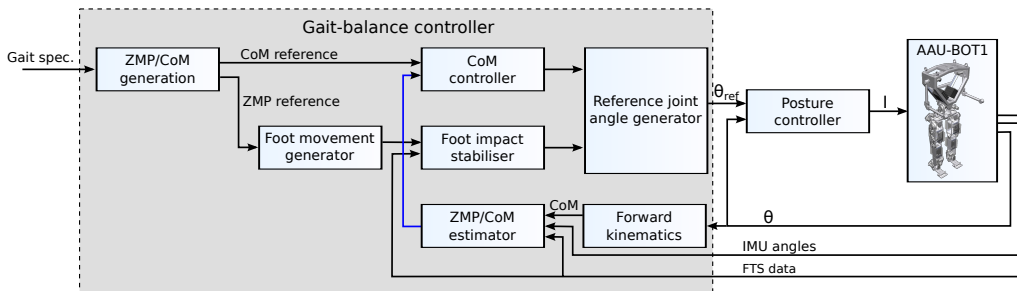 Gait-balance controller
Gait spec.
ZMP/CoM
generation
CoM reference
ZMP reference
CoM
controller
Foot movement
generator
Foot impact
stabiliser
Reference joint
angle generator
θref
Posture
controller
I
AAU-BOT1
ZMP/CoM
estimator
CoM
Forward
kinematics
θ
IMU angles
FTS data